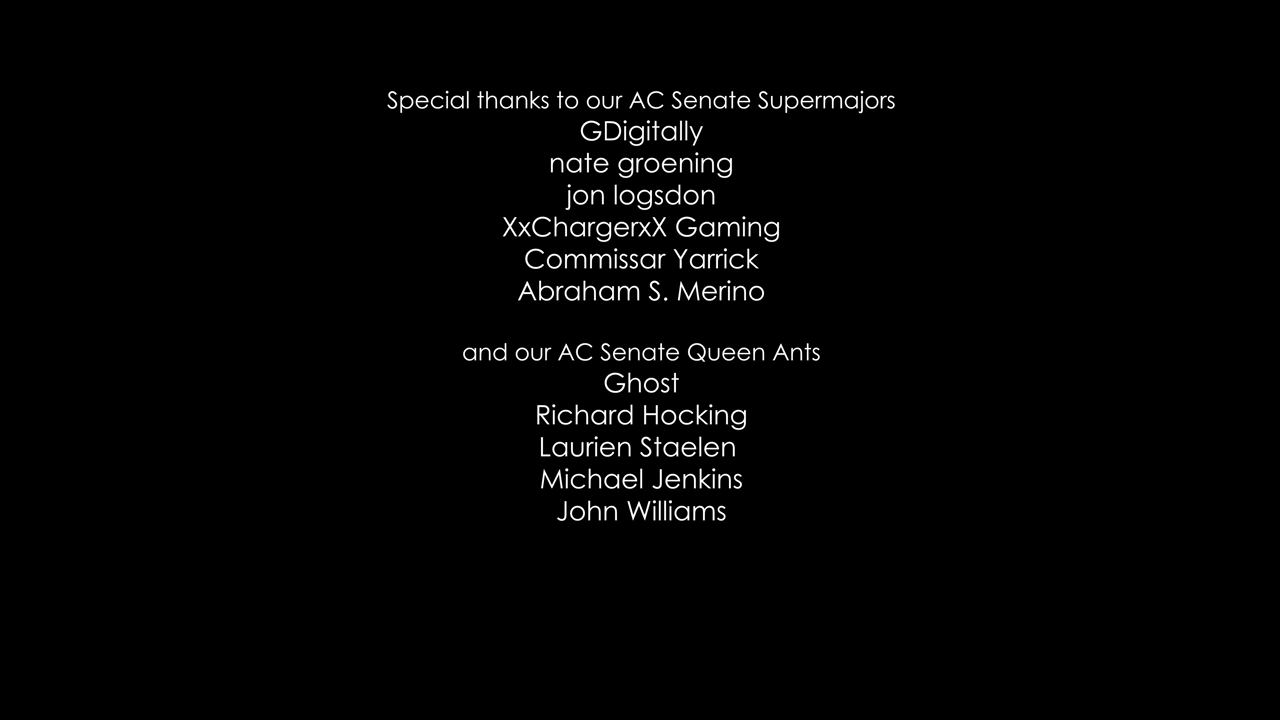 Special thanks to our AC Senate Supermajors
GDigitally
nate groening
jon logsdon
XxChargerxX Gaming
Commissar Yarrick
Abraham S. Merino
and our AC Senate Queen Ants
Ghost
Richard Hocking
Laurien Staelen
Michael Jenkins
John Williams